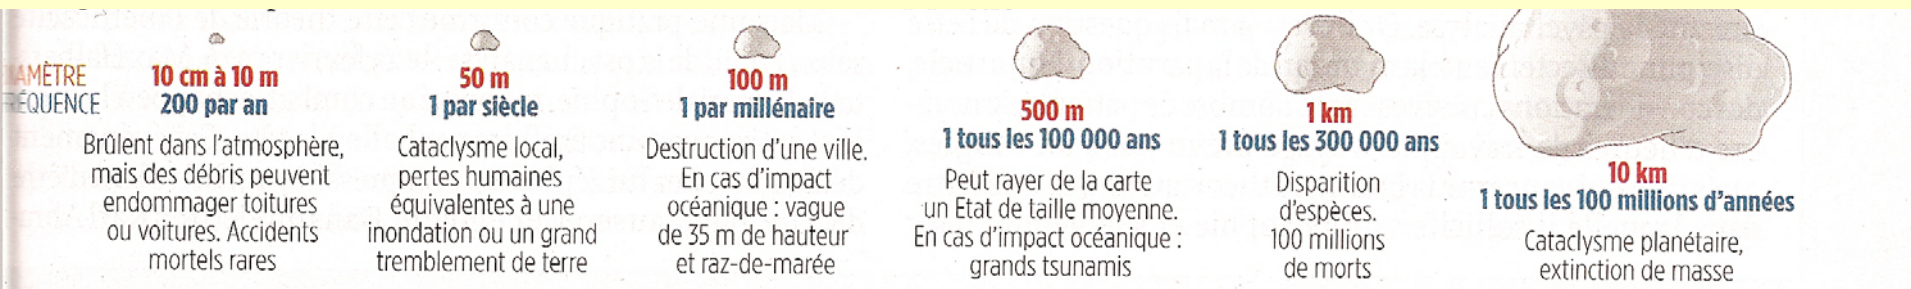 AMÈTRE
ÉQUENCE
10 cm à 10 m
200 par an
Brûlent dans l'atmosphère,
mais des débris peuvent
endommager toitures
ou voitures. Accidents
mortels rares
50 m
1 par siècle
Cataclysme local,
pertes humaines
équivalentes à une
inondation ou un grand
tremblement de terre
100 m
1 par millénaire
Destruction d'une ville.
En cas d'impact
océanique : vague
de 35 m de hauteur
et raz-de-marée
500 m
1 tous les 100 000 ans
Peut rayer de la carte
un Etat de taille moyenne.
En cas d'impact océanique :
grands tsunamis
1 km
1 tous les 300 000 ans
Disparition
d'espèces.
100 millions
de morts
10 km
1 tous les 100 millions d'années
Cataclysme planétaire,
extinction de masse